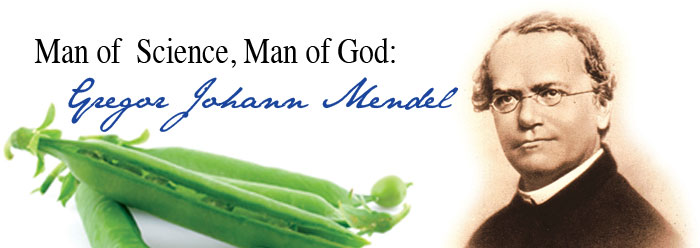 Man of Science, Man of God:
Gregor Johann Mendel